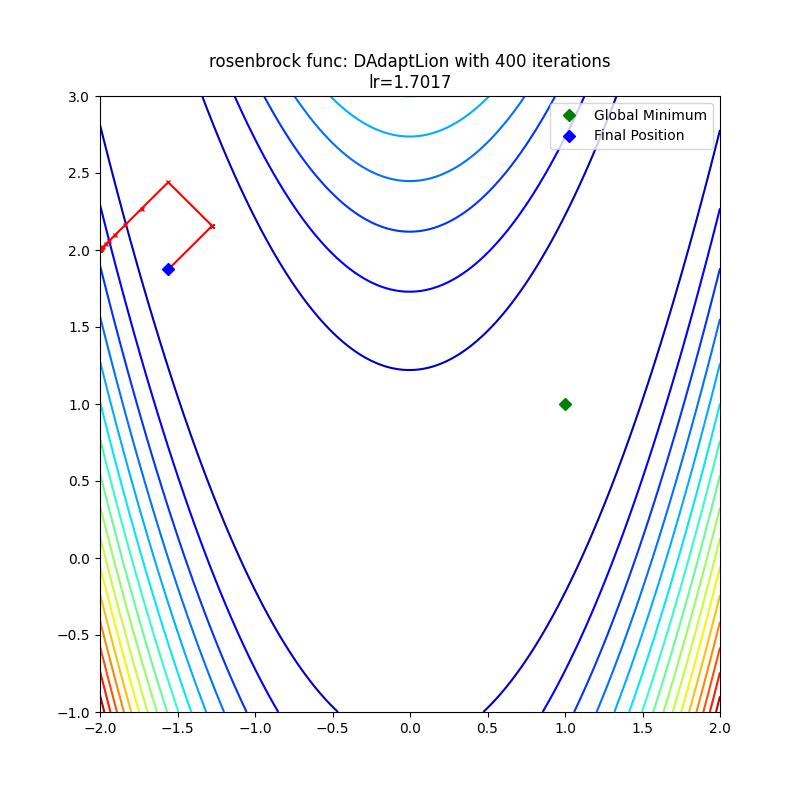 rosenbrock func: DAdaptLion with 400 iterations
lr=1.7017
Global Minimum
Final Position
3.0
2.5
2.0
1.5
1.0
0.5
0.0
−0.5
−1.0
−2.0 −1.5 −1.0 −0.5 0.0 0.5 1.0 1.5 2.0